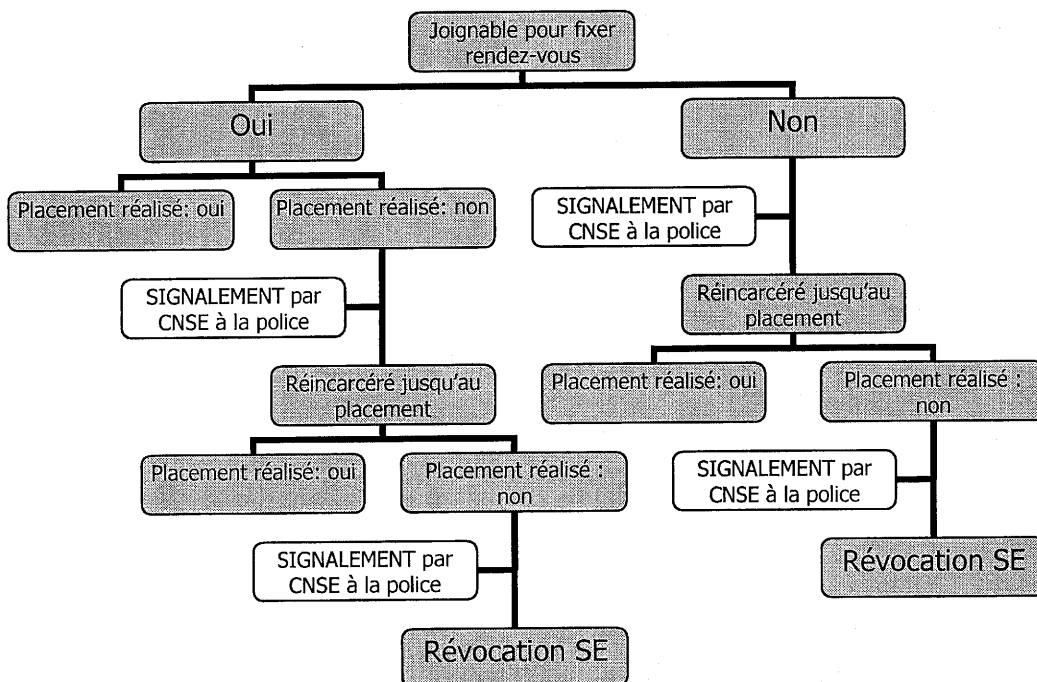 Joignable pour fixer
rendez-vous
Oui
Non
Placement réalisé: oui
Placement réalisé: non
SIGNALEMENT par
CNSE à la police
SIGNALEMENT par
CNSE à la police
Réincarcéré jusqu'au
placement
Réincarcéré jusqu'au
placement
Placement réalisé: oui
Placement réalisé :
non
Placement réalisé: oui
Placement réalisé :
non
SIGNALEMENT par
CNSE à la police
SIGNALEMENT par
CNSE à la police
Révocation SE
Révocation SE